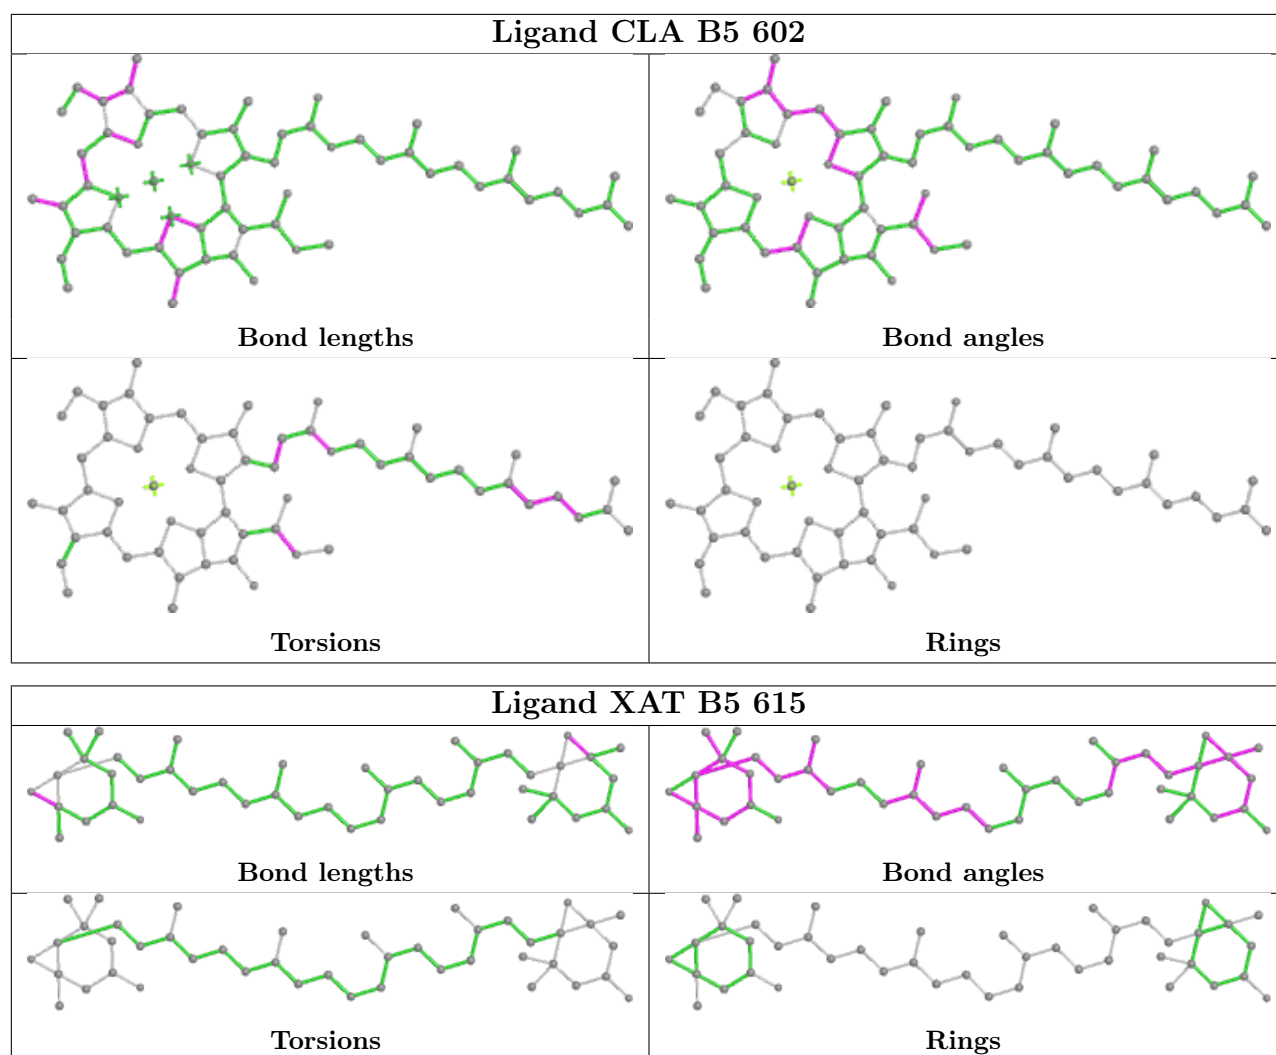 Ligand CLA B5 602
Bond lengths
Bond angles
Torsions
Rings
Ligand XAT B5 615
Bond lengths
Bond angles
Torsions
Rings